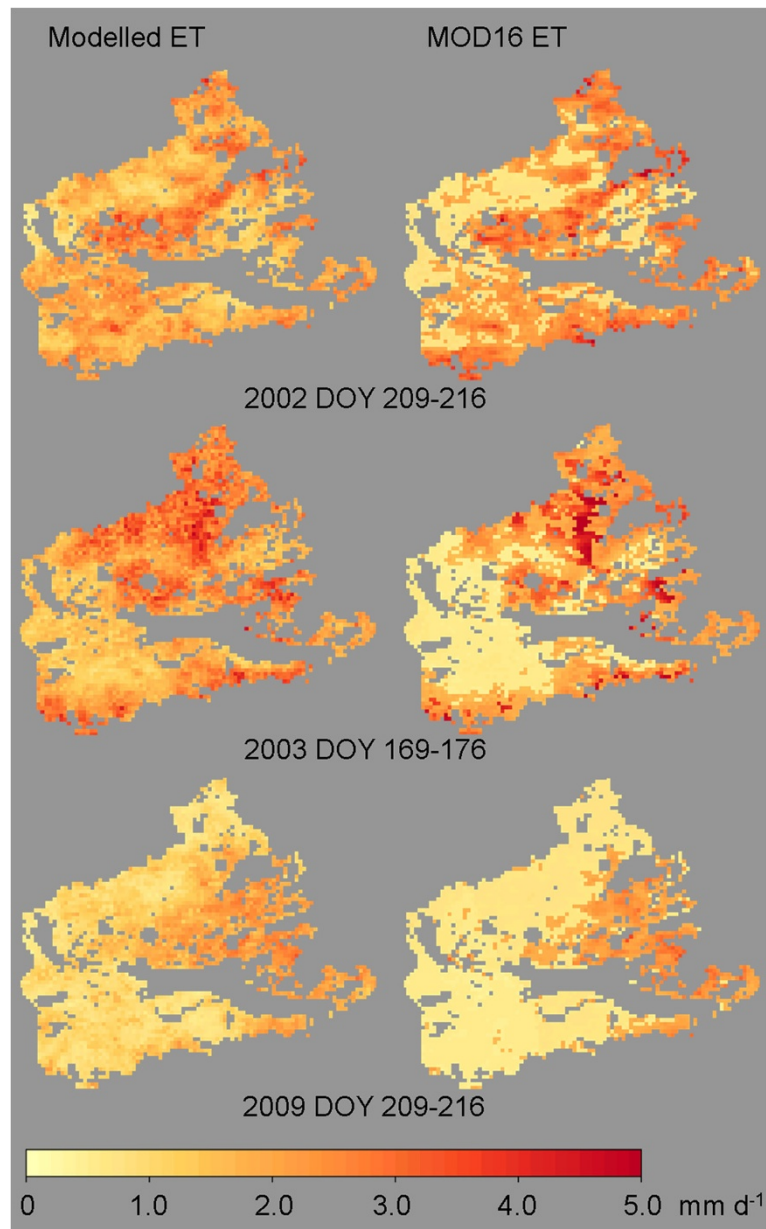 Modelled ET MOD16 ET
2002 DOY 209-216
2003 DOY 169-176
2009 DOY 209-216
0 1.0 2.0 3.0 4.0 5.0 mm d⁻¹